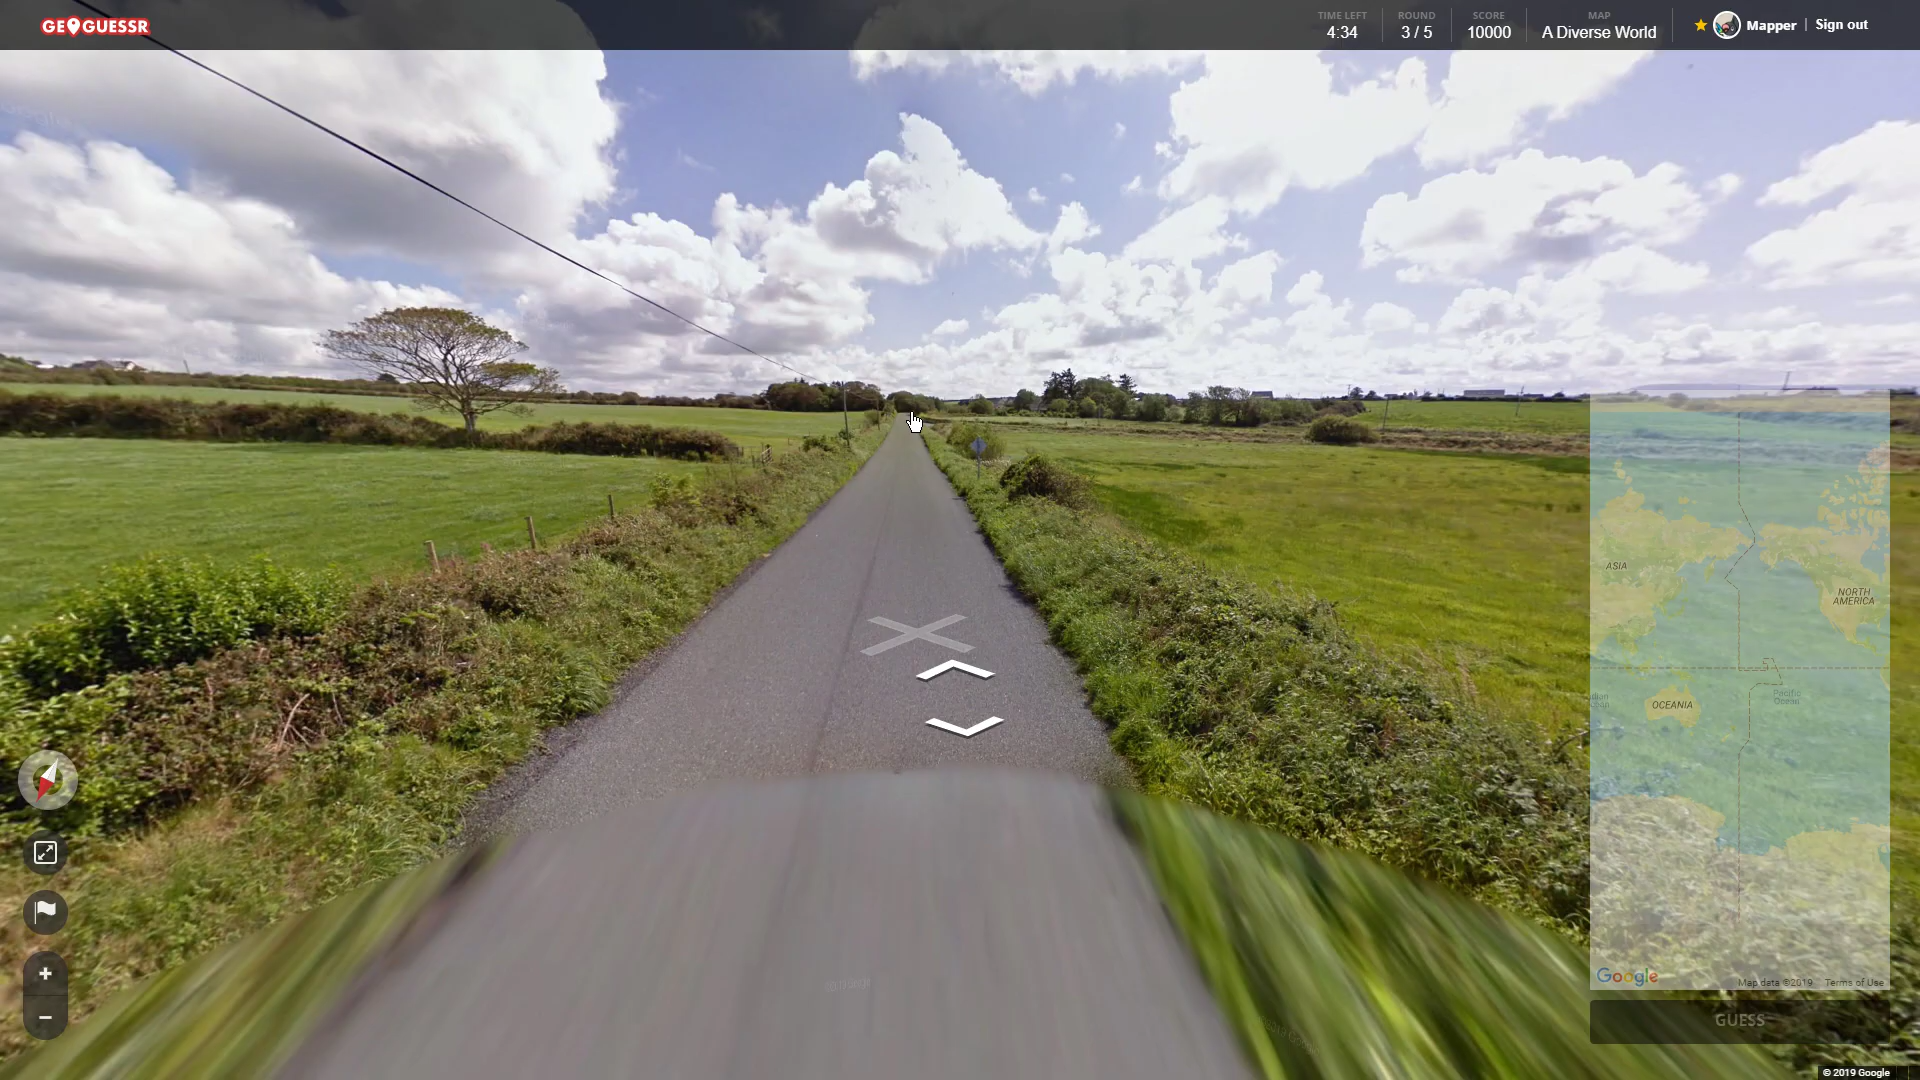 GEOGUESSR
TIME LEFT
4:34
ROUND
3 / 5
SCORE
10000
MAP
A Diverse World
Mapper
Sign out
ASIA
NORTH
AMERICA
OCEANIA
Pacific
Ocean
Google
Map data ©2019
Terms of Use
GUESS
© 2019 Google